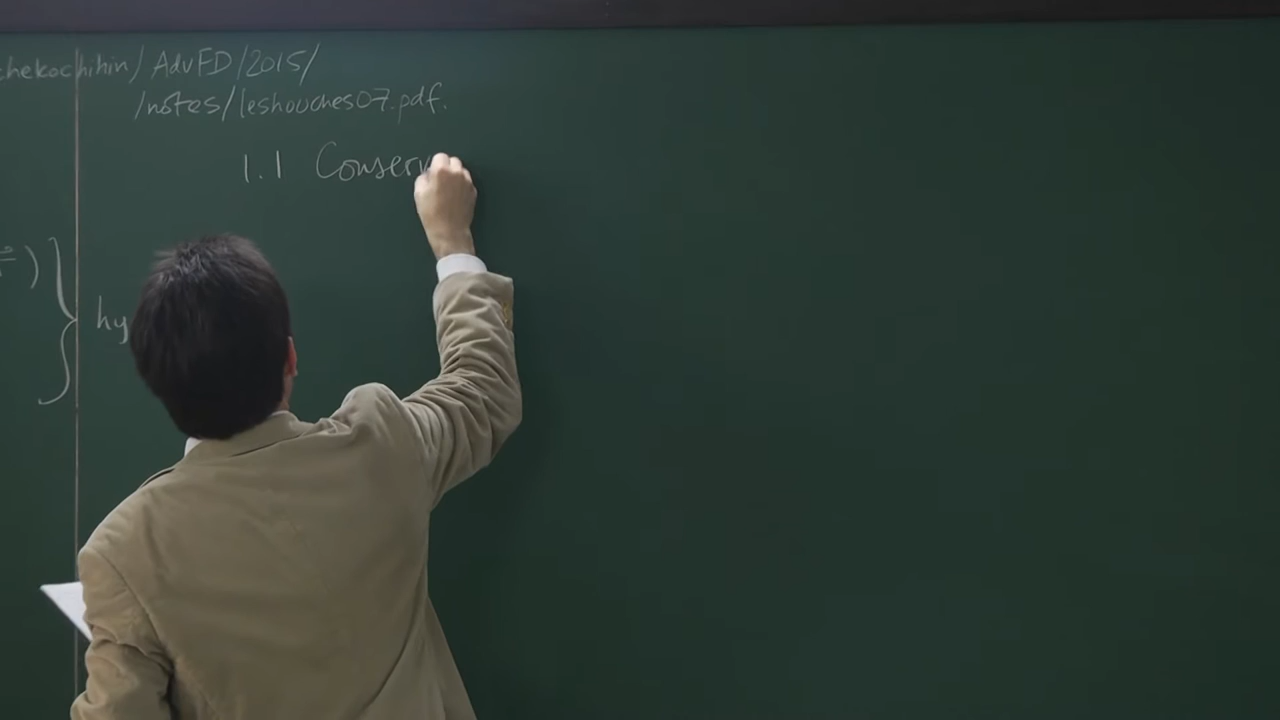 chekochihin/AdvFD/2015/
/notes/leshouches07.pdf.
1.1 Conserv
) } hy